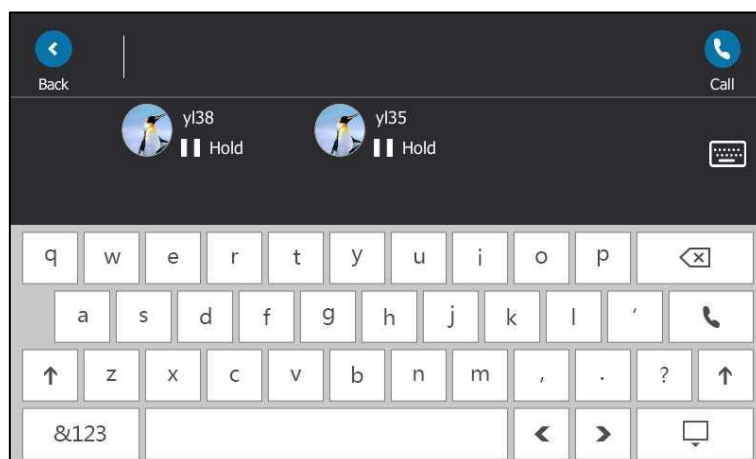 Back
Call
yl38
Hold
yl35
Hold
q w e r t y u i o p
a s d f g h j k l '
z x c v b n m , . ?
&123